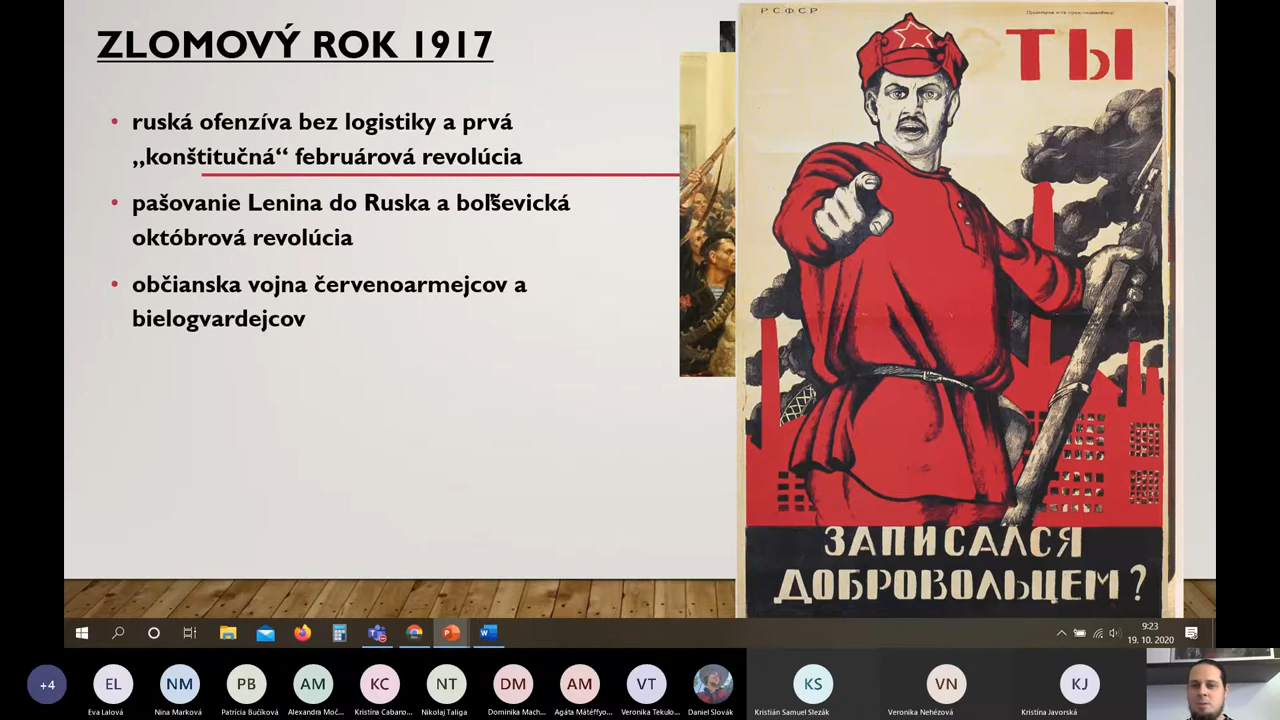 ZLOMOVÝ ROK 1917
• ruská ofenzíva bez logistiky a prvá
„konštitučná“ februárová revolúcia
• pašovanie Lenina do Ruska a boľševická
októbrová revolúcia
• občianska vojna červenoarmejcov a
bielogvardejcov
Р.С.Ф.С.Р
ТЫ
ЗАПИСАЛСЯ
ДОБРОВОЛЬЦЕМ?
9:23
19. 10. 2020
+4
EL
NM
PB
AM
KC
NT
DM
AM
VT
KS
VN
KJ
Eva Lalová
Nina Marková
Patrícia Bučíková
Alexandra Moč...
Kristína Cabano...
Nikolaj Taliga
Dominika Mach...
Agáta Mátéffyo...
Veronika Tekulo...
Daniel Slovák
Kristián Samuel Slezák
Veronika Nehézová
Kristína Javorská